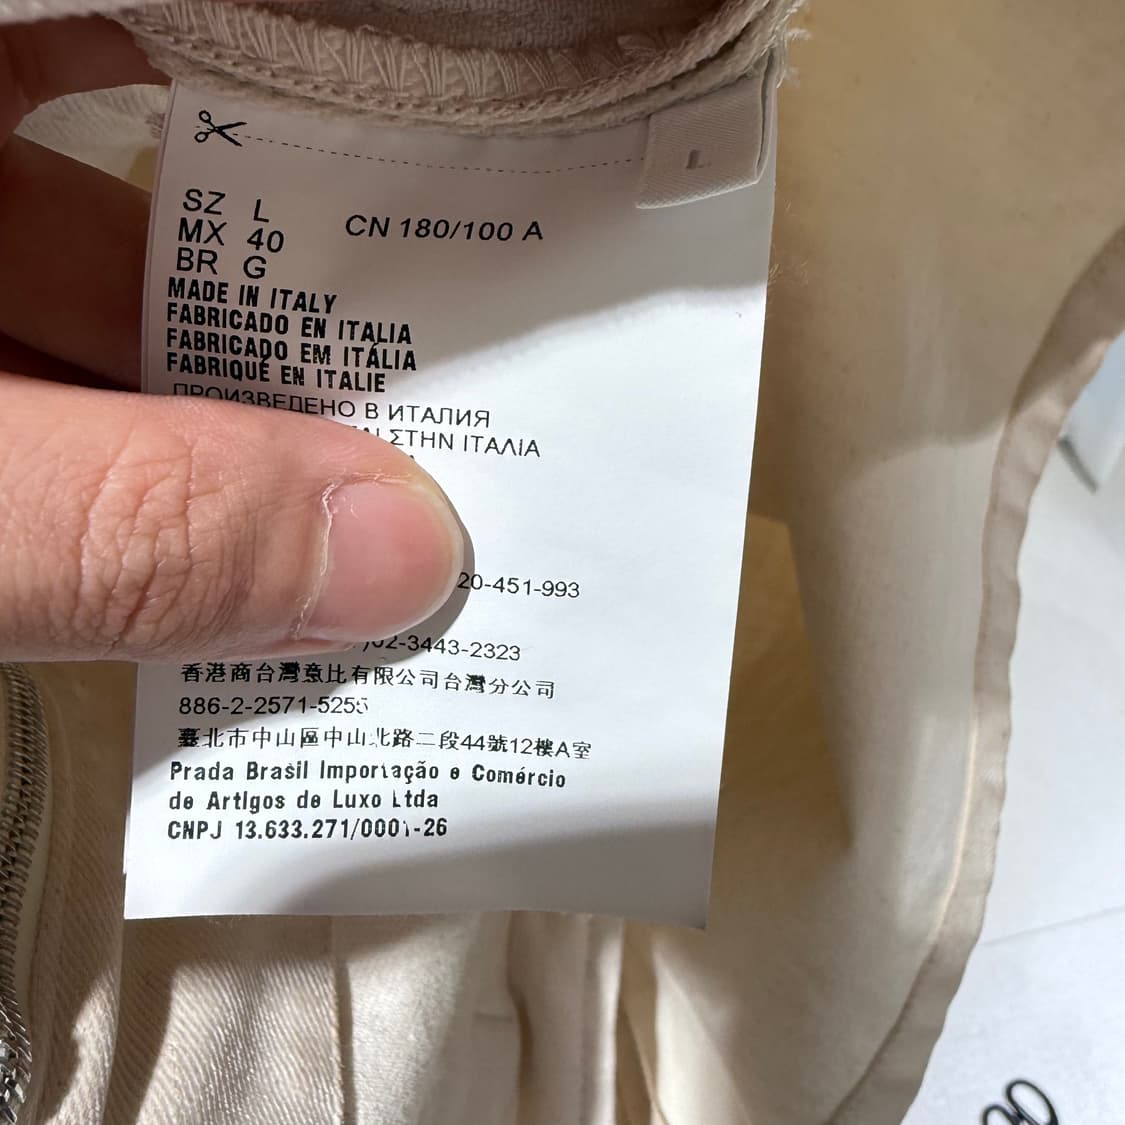 L
SZ L
MX 40
BR G
CN 180/100 A
MADE IN ITALY
FABRICADO EN ITALIA
FABRICADO EM ITÁLIA
FABRIQUÉ EN ITALIE
ПРОИЗВЕДЕНО В ИТАЛИЯ
ΣΤΗΝ ΙΤΑΛΙΑ
20-451-993
)02-3443-2323
香港商台灣意比有限公司台灣分公司
886-2-2571-5255
臺北市中山區中山北路二段44號12樓A室
Prada Brasil Importação e Comércio
de Artigos de Luxo Ltda
CNPJ 13.633.271/0001-26